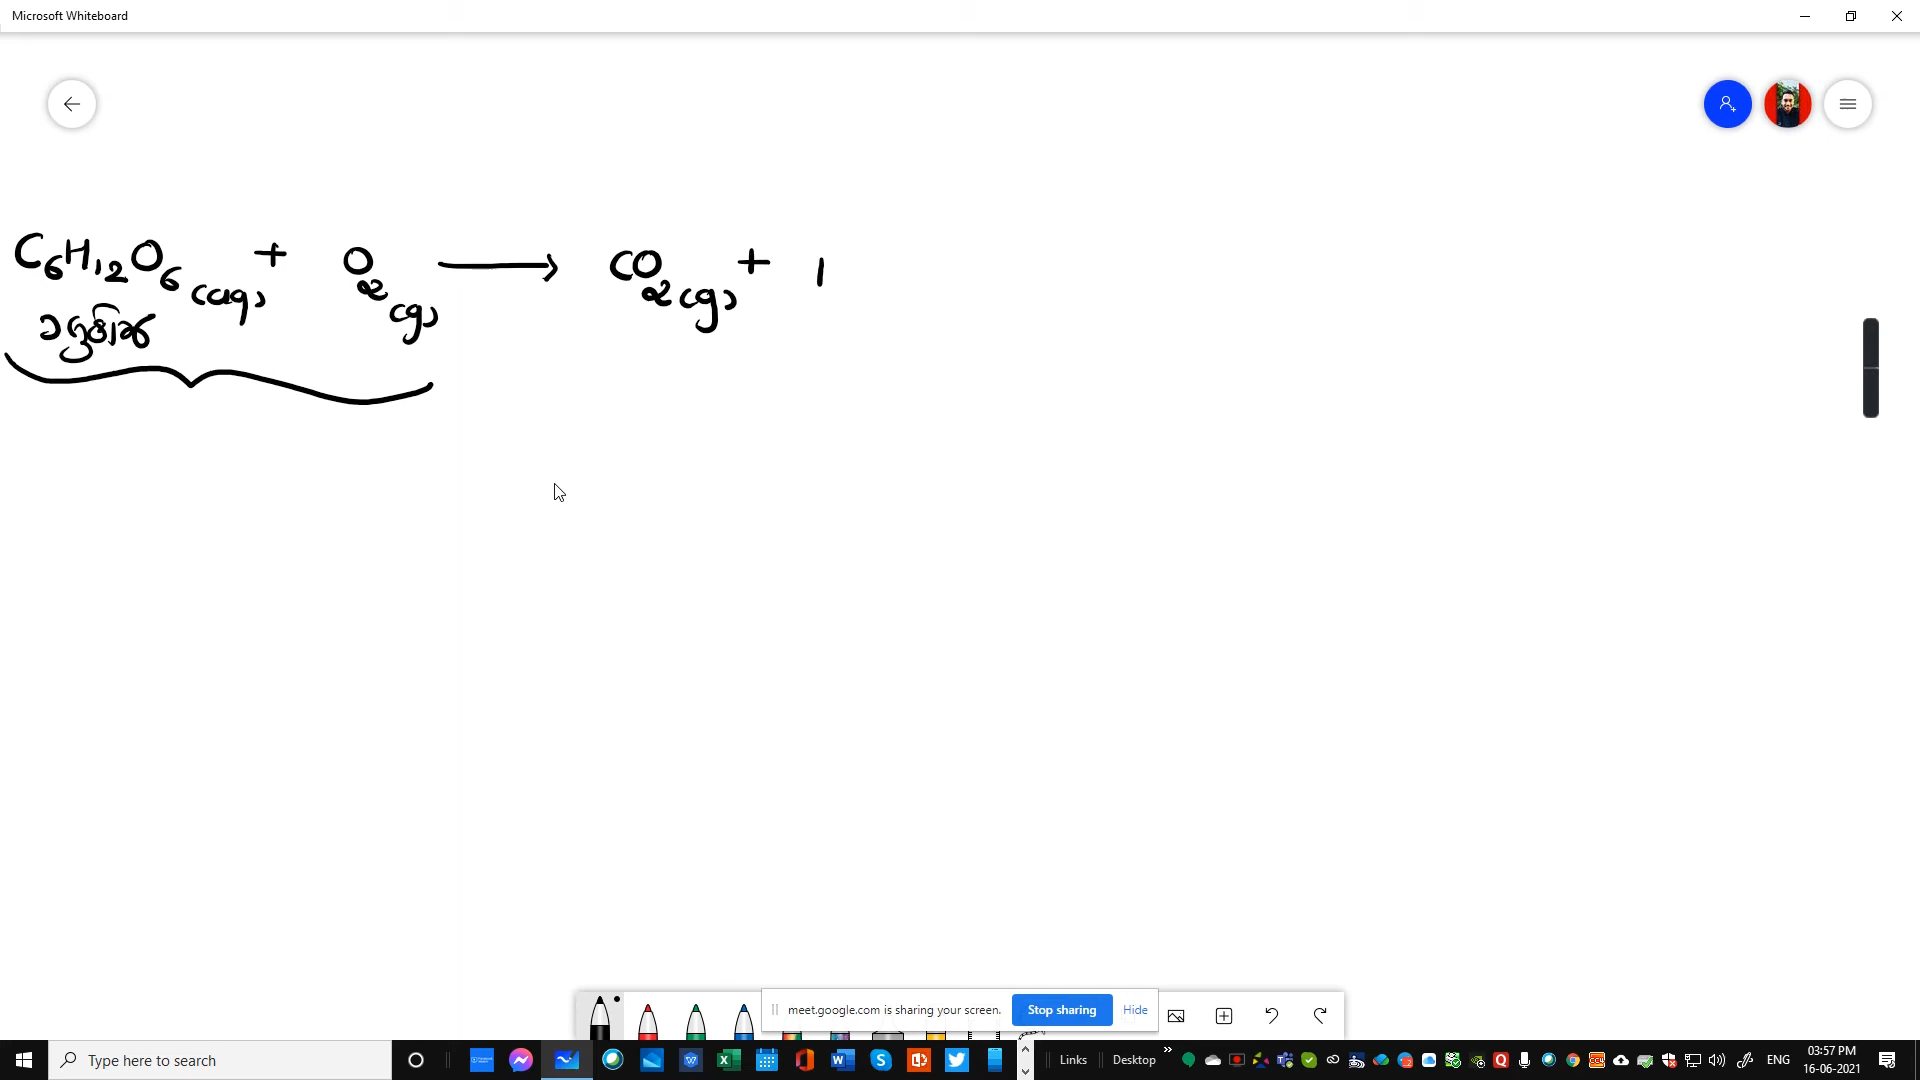 Microsoft Whiteboard
C₆H₁₂O₆ (aq) + O₂ (g) ⟶ CO₂ (g) + I
meet.google.com is sharing your screen.
Stop sharing
Hide
Type here to search
Links
Desktop
ENG
03:57 PM
16-06-2021